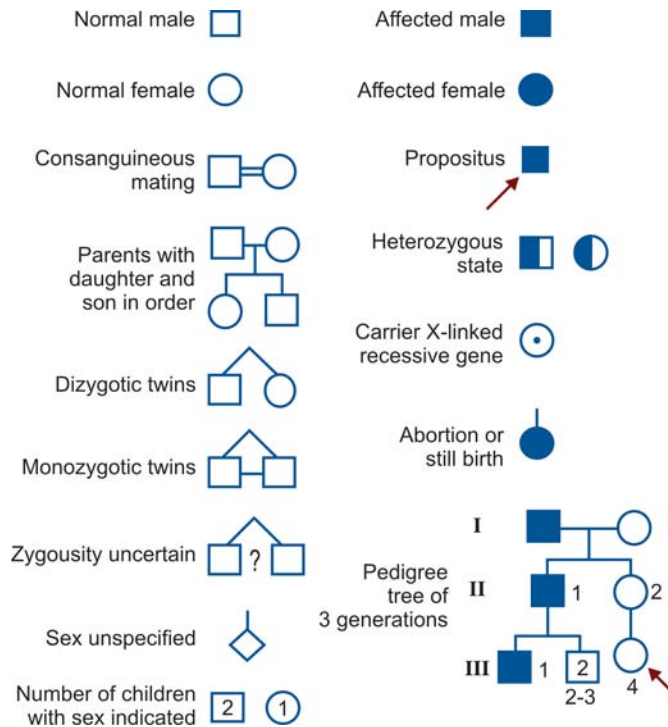 Normal male
Normal female
Consanguineous
mating
Parents with
daughter and
son in order
Dizygotic twins
Monozygotic twins
Zygousity uncertain
?
Sex unspecified
Number of children
with sex indicated
2
1
Affected male
Affected female
Propositus
Heterozygous
state
Carrier X-linked
recessive gene
Abortion or
still birth
Pedigree
tree of
3 generations
I
II
1
2
III
1
2
2-3
4